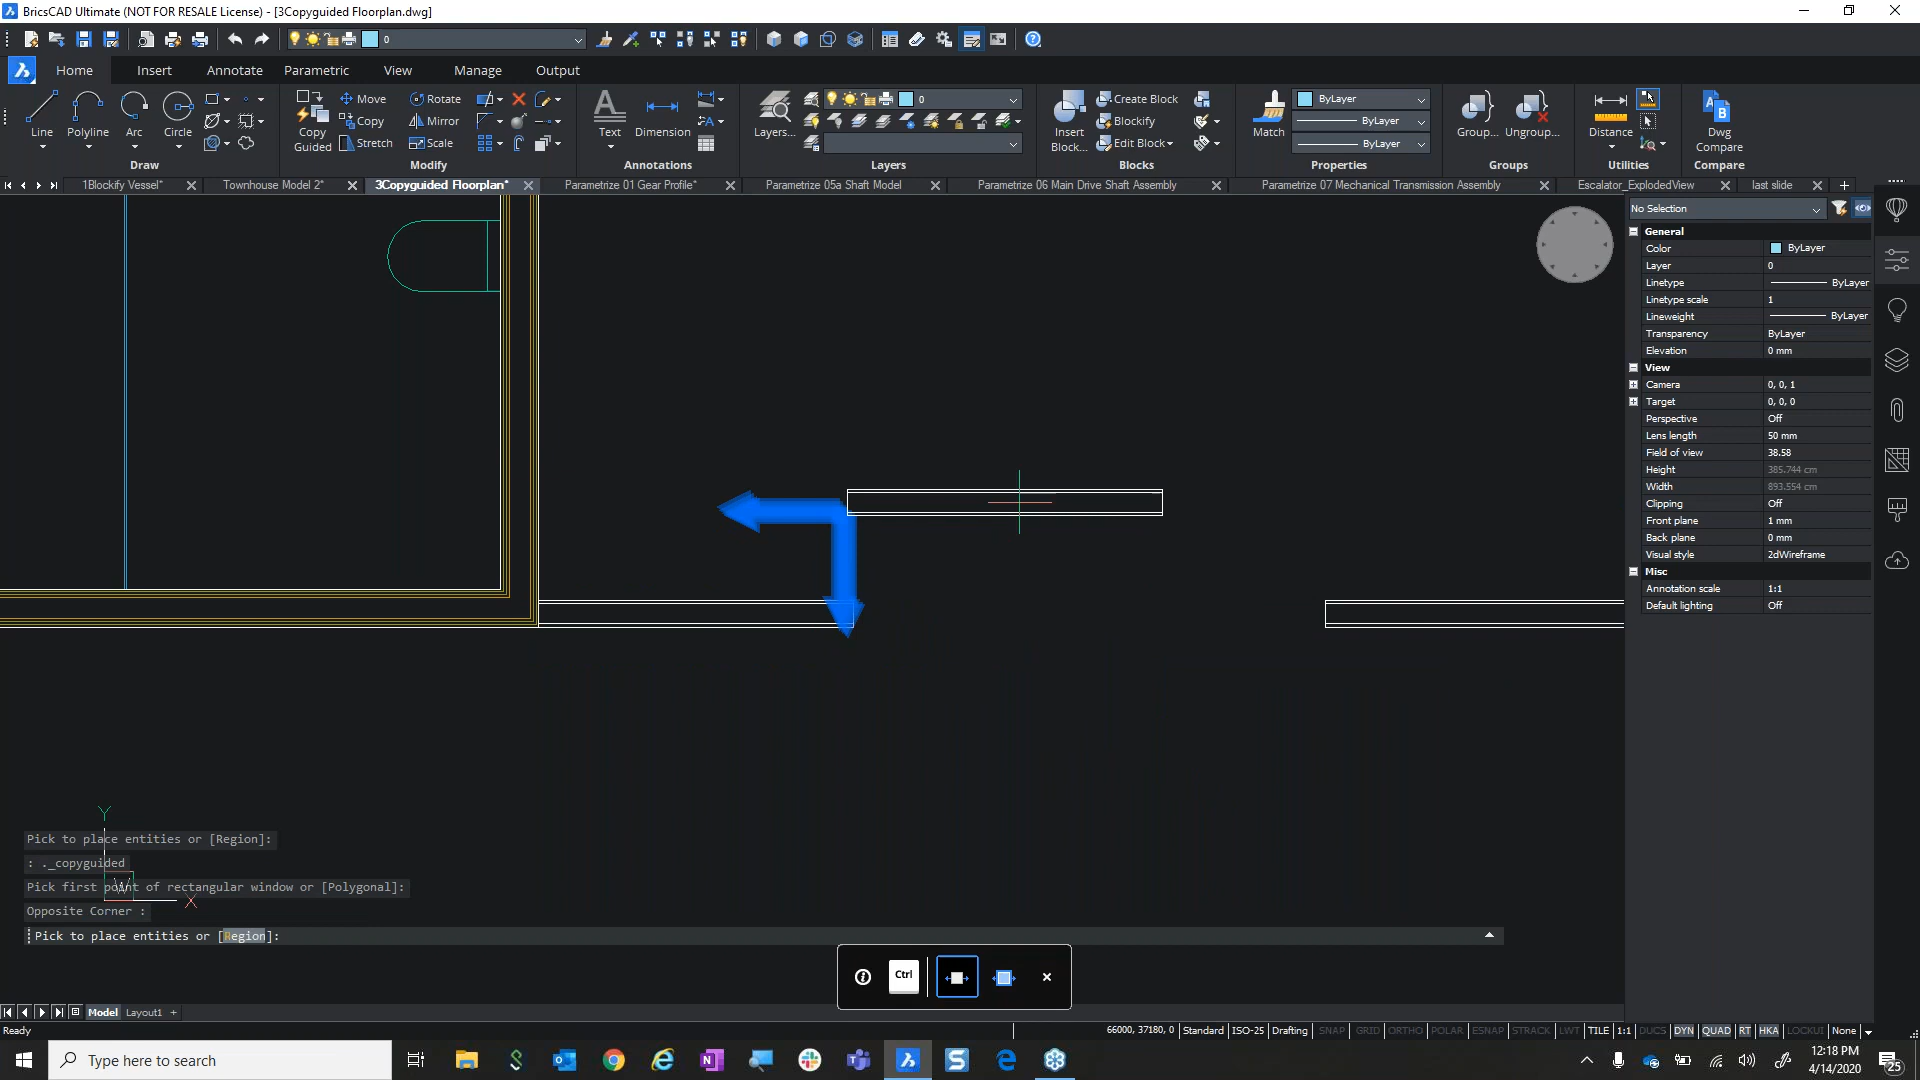 BricsCAD Ultimate (NOT FOR RESALE License) - [3Copyguided Floorplan.dwg]
0
Home Insert Annotate Parametric View Manage Output
Line
Polyline
Arc
Circle
Draw
Copy Guided
Move
Copy
Stretch
Rotate
Mirror
Scale
Modify
Text
Dimension
Annotations
Layers...
0
Layers
Insert Block...
Create Block
Blockify
Edit Block
Blocks
Match
ByLayer
ByLayer
ByLayer
Properties
Group...
Ungroup...
Groups
Distance
Utilities
Dwg Compare
Compare
1Blockify Vessel*
Townhouse Model 2*
3Copyguided Floorplan*
Parametrize 01 Gear Profile*
Parametrize 05a Shaft Model
Parametrize 06 Main Drive Shaft Assembly
Parametrize 07 Mechanical Transmission Assembly
Escalator_ExplodedView
last slide
No Selection
General
Color ByLayer
Layer 0
Linetype ByLayer
Linetype scale 1
Lineweight ByLayer
Transparency ByLayer
Elevation 0 mm
View
Camera 0, 0, 1
Target 0, 0, 0
Perspective Off
Lens length 50 mm
Field of view 38.58
Height 385.744 cm
Width 893.554 cm
Clipping Off
Front plane 1 mm
Back plane 0 mm
Visual style 2dWireframe
Misc
Annotation scale 1:1
Default lighting Off
Y
W
X
Pick to place entities or [Region]:
: ._copyguided
Pick first point of rectangular window or [Polygonal]:
Opposite Corner :
Pick to place entities or [Region]:
Ctrl
Model Layout1 +
Ready
66000, 37180, 0 Standard ISO-25 Drafting SNAP GRID ORTHO POLAR ESNAP STRACK LWT TILE 1:1 DUCS DYN QUAD RT HKA LOCKUI None
Type here to search
12:18 PM
4/14/2020
25